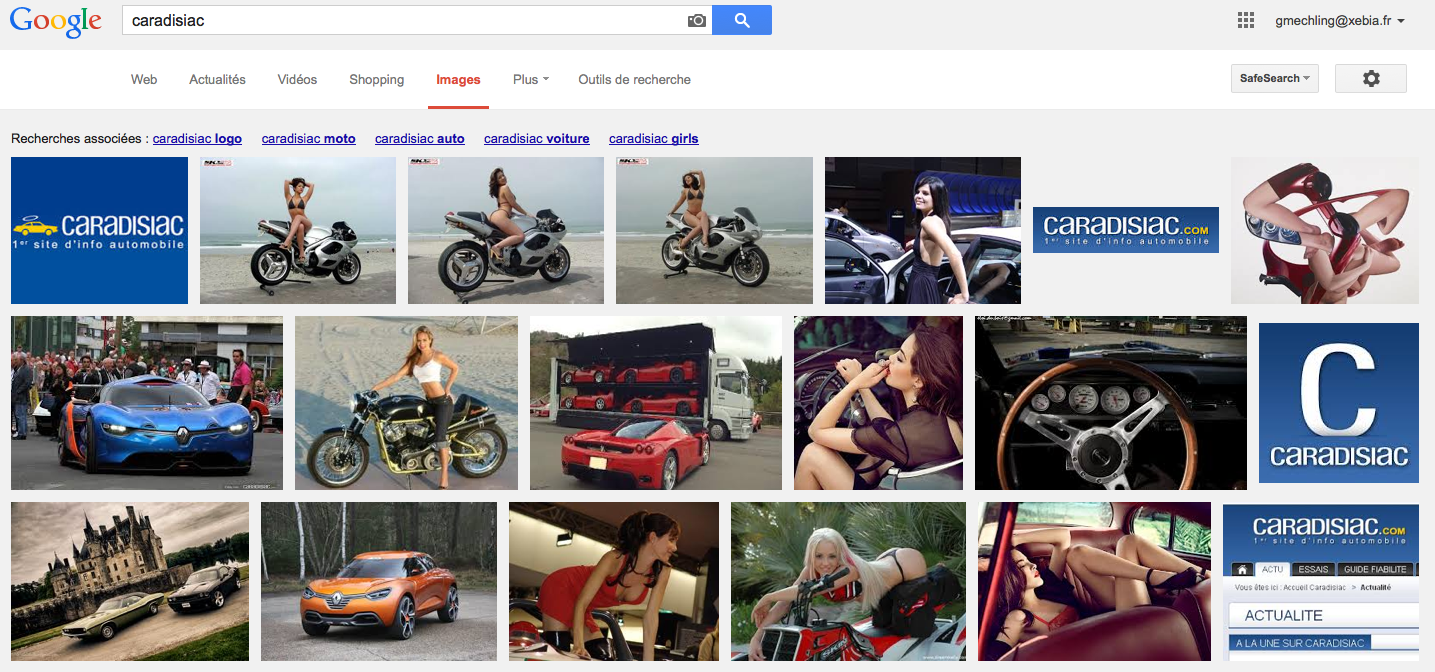 Google
caradisiac
gmechling@xebia.fr
Web Actualités Vidéos Shopping Images Plus Outils de recherche
SafeSearch
Recherches associées : caradisiac logo caradisiac moto caradisiac auto caradisiac voiture caradisiac girls
CARADISIAC
1er site d'info automobile
CARADISIAC.COM
1er site d'info automobile
C
CARADISIAC
CARADISIAC.COM
1er site d'info automobile
ACTU ESSAIS GUIDE FIABILITE
Vous êtes ici : Accueil Caradisiac > Actualité
ACTUALITE
A LA UNE SUR CARADISIAC